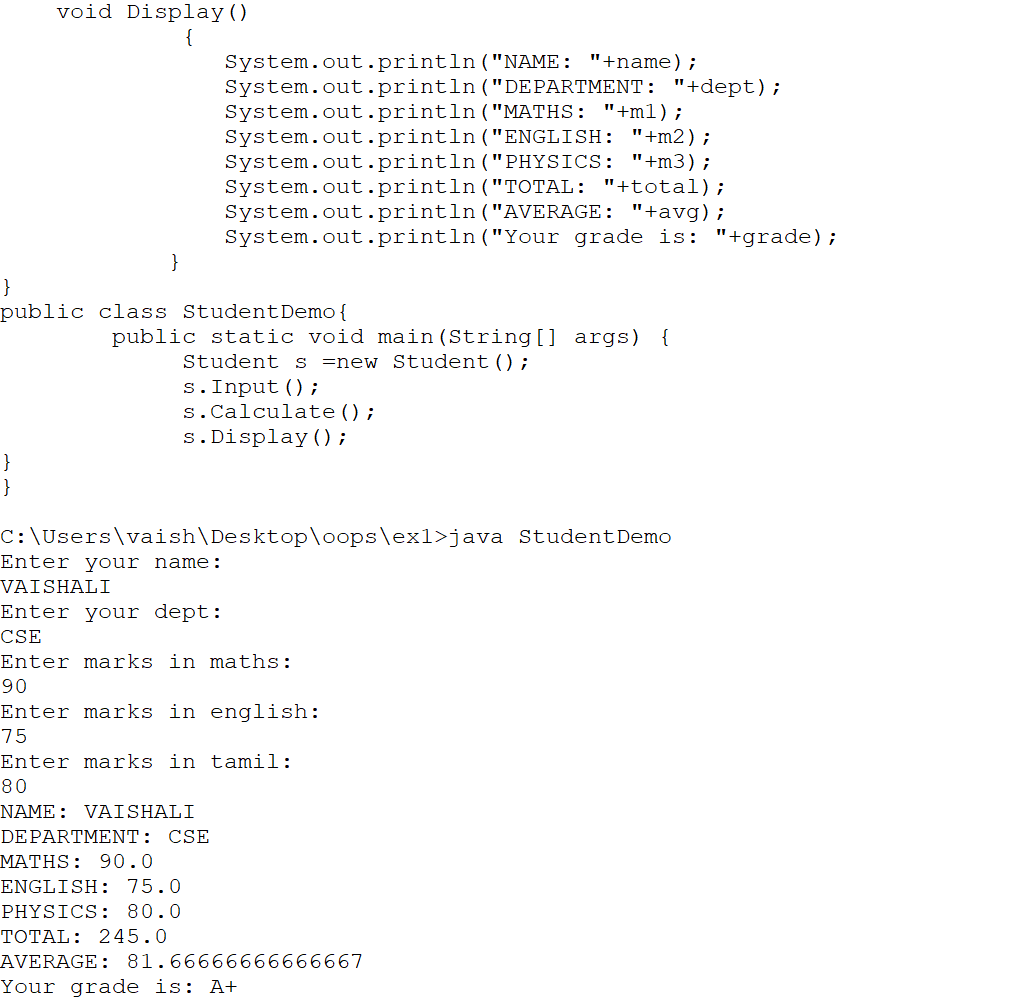 void Display()
{
System.out.println("NAME: "+name);
System.out.println("DEPARTMENT: "+dept);
System.out.println("MATHS: "+m1);
System.out.println("ENGLISH: "+m2);
System.out.println("PHYSICS: "+m3);
System.out.println("TOTAL: "+total);
System.out.println("AVERAGE: "+avg);
System.out.println("Your grade is: "+grade);
}
}
public class StudentDemo{
public static void main(String[] args) {
Student s =new Student();
s.Input();
s.Calculate();
s.Display();
}
}
C:\Users\vaish\Desktop\oops\ex1>java StudentDemo
Enter your name:
VAISHALI
Enter your dept:
CSE
Enter marks in maths:
90
Enter marks in english:
75
Enter marks in tamil:
80
NAME: VAISHALI
DEPARTMENT: CSE
MATHS: 90.0
ENGLISH: 75.0
PHYSICS: 80.0
TOTAL: 245.0
AVERAGE: 81.66666666666667
Your grade is: A+